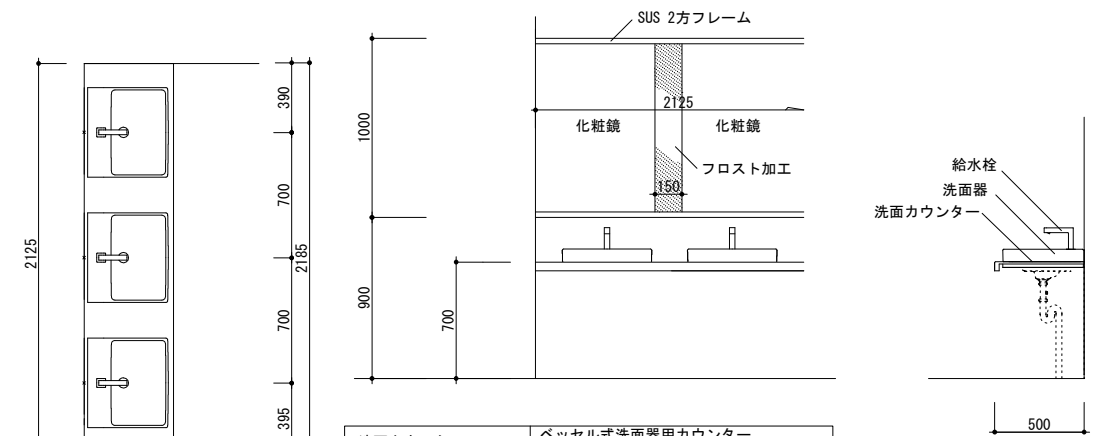 2125
390
700
700
395
2185
SUS 2方フレーム
1000
2125
化粧鏡
化粧鏡
フロスト加工
150
900
700
給水栓
洗面器
洗面カウンター
500
ベッセル式洗面器用カウンター